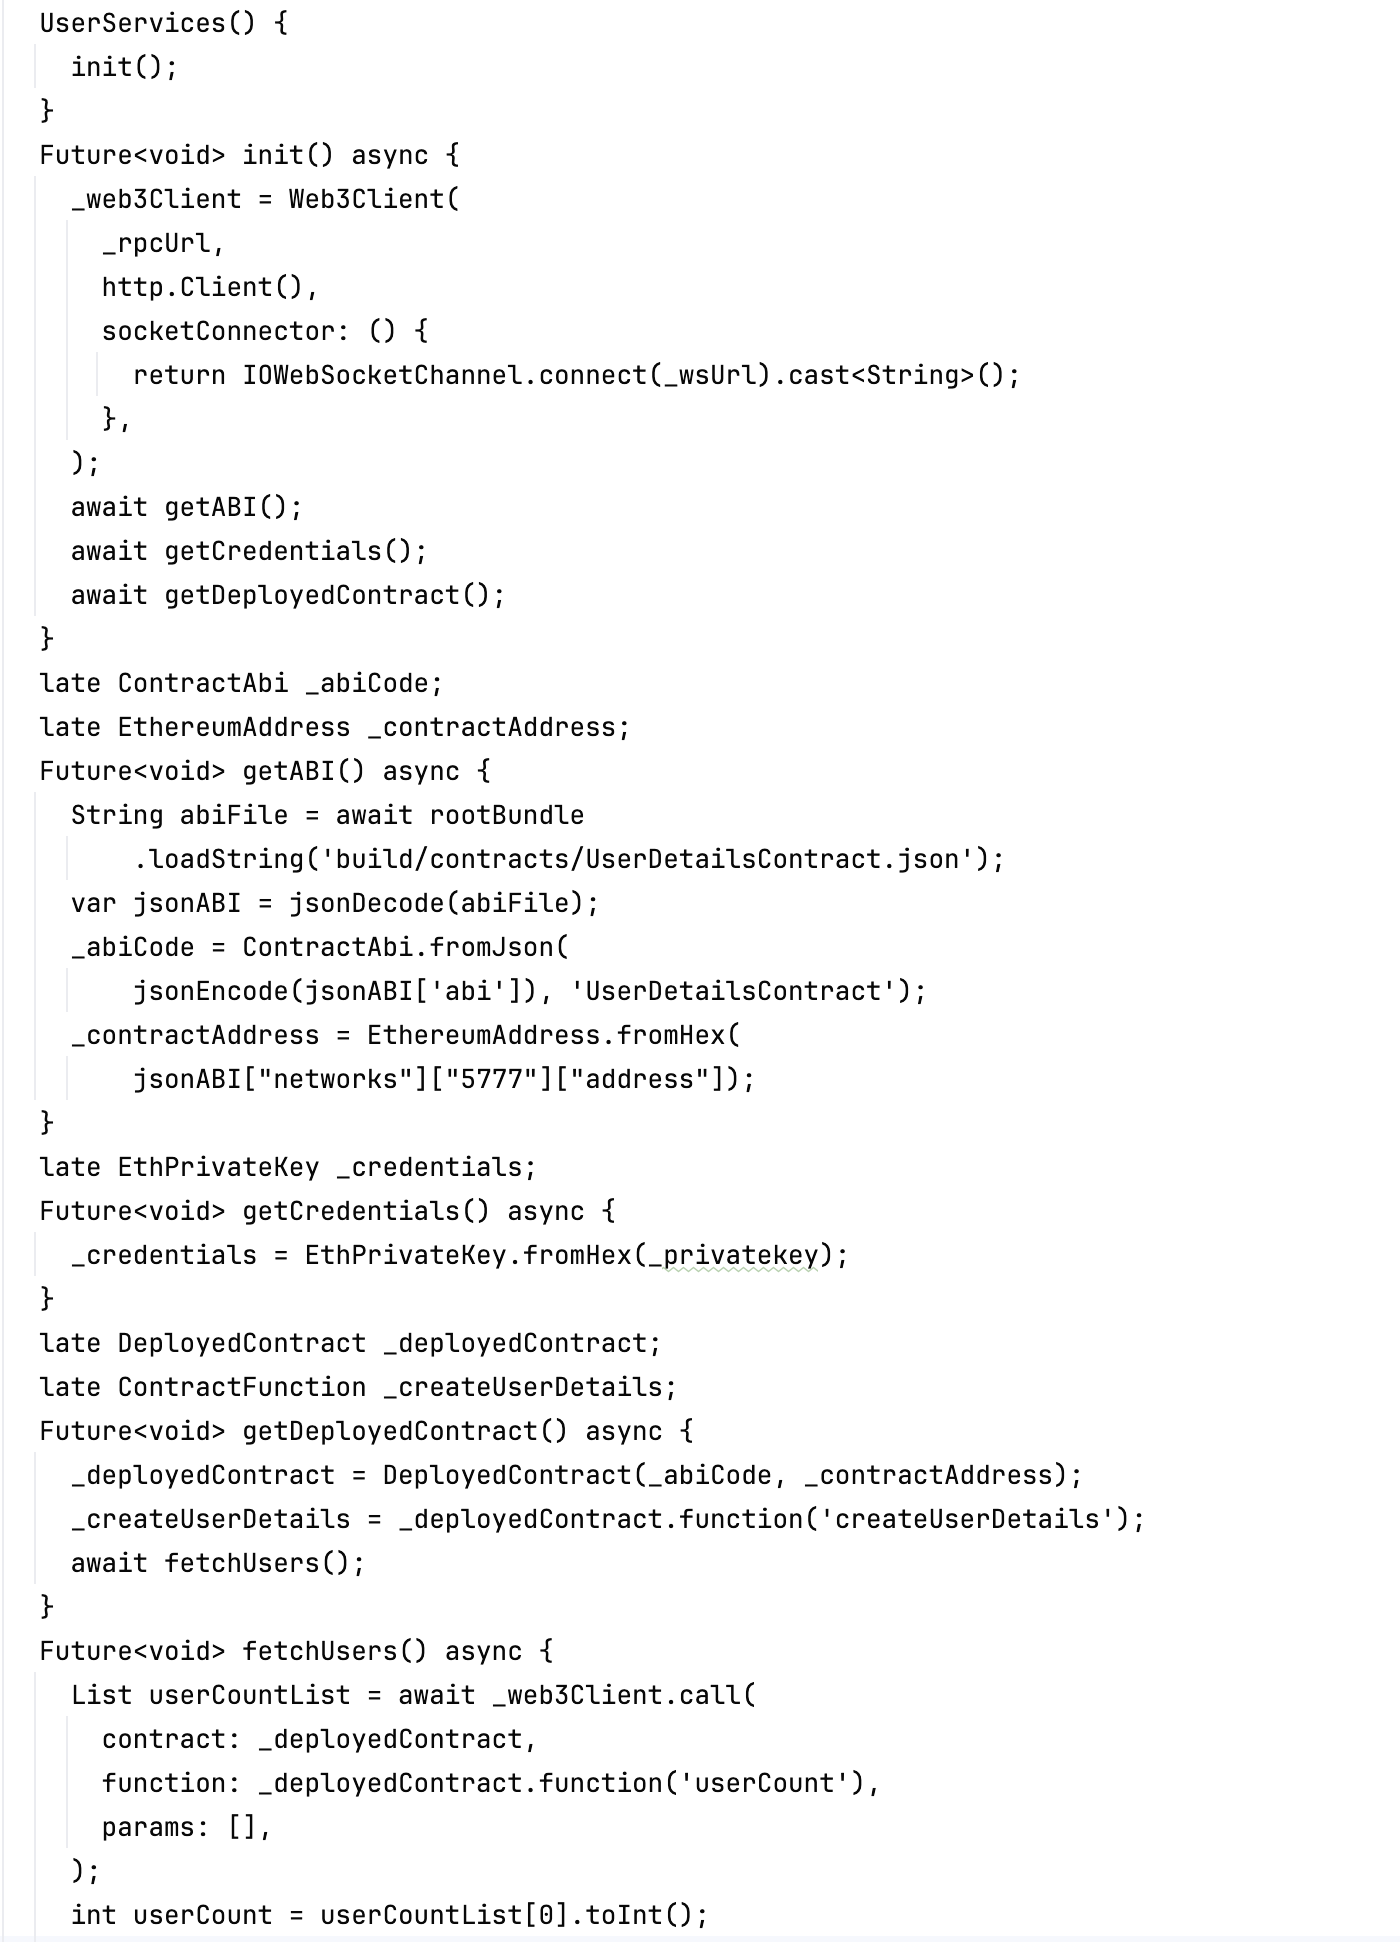 UserServices() {
init();
}
Future<void> init() async {
_web3Client = Web3Client(
_rpcUrl,
http.Client(),
socketConnector: () {
return IOWebSocketChannel.connect(_wsUrl).cast<String>();
},
);
await getABI();
await getCredentials();
await getDeployedContract();
}
late ContractAbi _abiCode;
late EthereumAddress _contractAddress;
Future<void> getABI() async {
String abiFile = await rootBundle
.loadString('build/contracts/UserDetailsContract.json');
var jsonABI = jsonDecode(abiFile);
_abiCode = ContractAbi.fromJson(
jsonEncode(jsonABI['abi']), 'UserDetailsContract');
_contractAddress = EthereumAddress.fromHex(
jsonABI["networks"]["5777"]["address"]);
}
late EthPrivateKey _credentials;
Future<void> getCredentials() async {
_credentials = EthPrivateKey.fromHex(_privatekey);
}
late DeployedContract _deployedContract;
late ContractFunction _createUserDetails;
Future<void> getDeployedContract() async {
_deployedContract = DeployedContract(_abiCode, _contractAddress);
_createUserDetails = _deployedContract.function('createUserDetails');
await fetchUsers();
}
Future<void> fetchUsers() async {
List userCountList = await _web3Client.call(
contract: _deployedContract,
function: _deployedContract.function('userCount'),
params: [],
);
int userCount = userCountList[0].toInt();